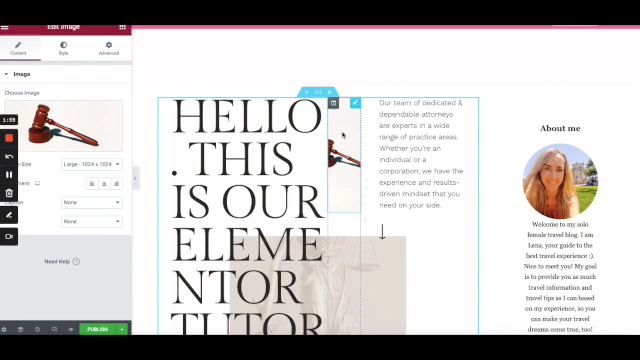 Edit Image
Content
Style
Advanced
Image
Choose Image
1:59
Size
Large - 1024 x 1024
None
None
Need Help
PUBLISH
HELLO
. THIS
IS OUR
ELEME
NTOR
TUTOR
Our team of dedicated &
dependable attorneys
are experts in a wide
range of practice areas.
Whether you're an
individual or a
corporation, we have the
experience and results-
driven mindset that you
need on your side.
About me
Welcome to my solo
female travel blog. I am
Lena, your guide to the
best travel experience :).
Nice to meet you! My goal
is to provide you as
much travel information
and travel tips as I can based
on my experience, so
you can make your travel
dreams come true, too!